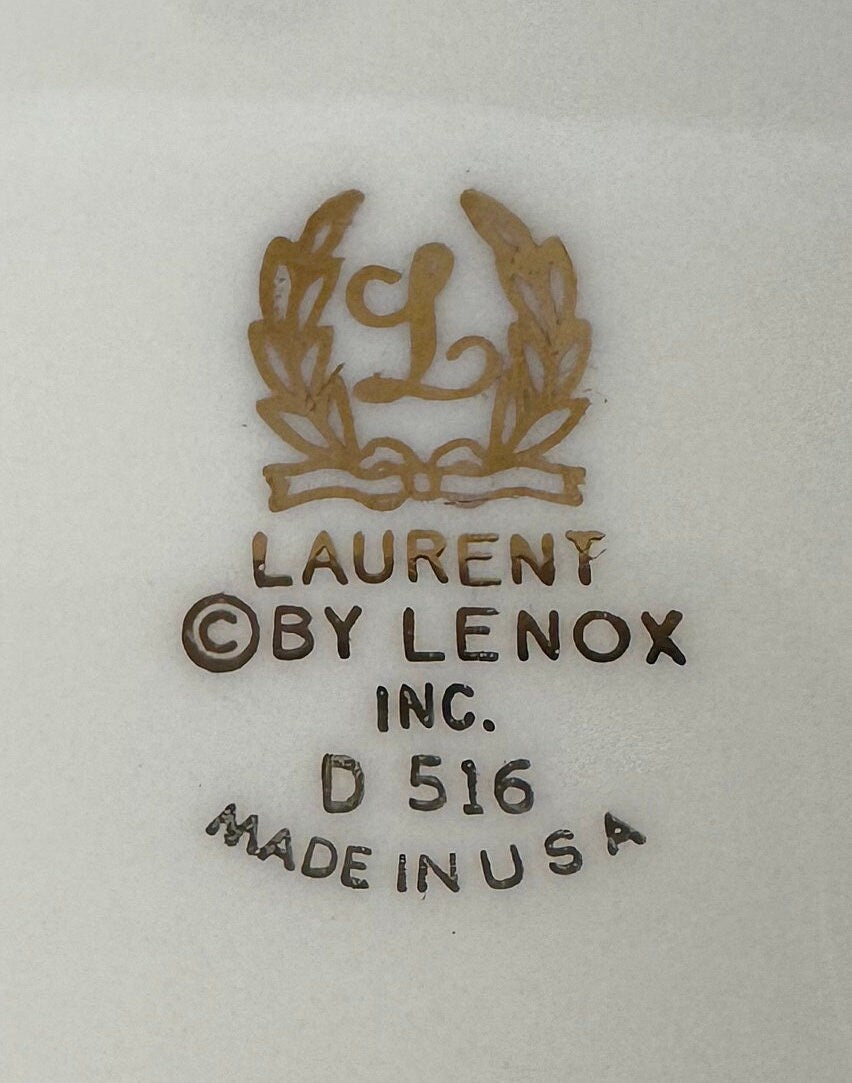 L
LAURENT
©BY LENOX
INC.
D 516
MADE IN USA